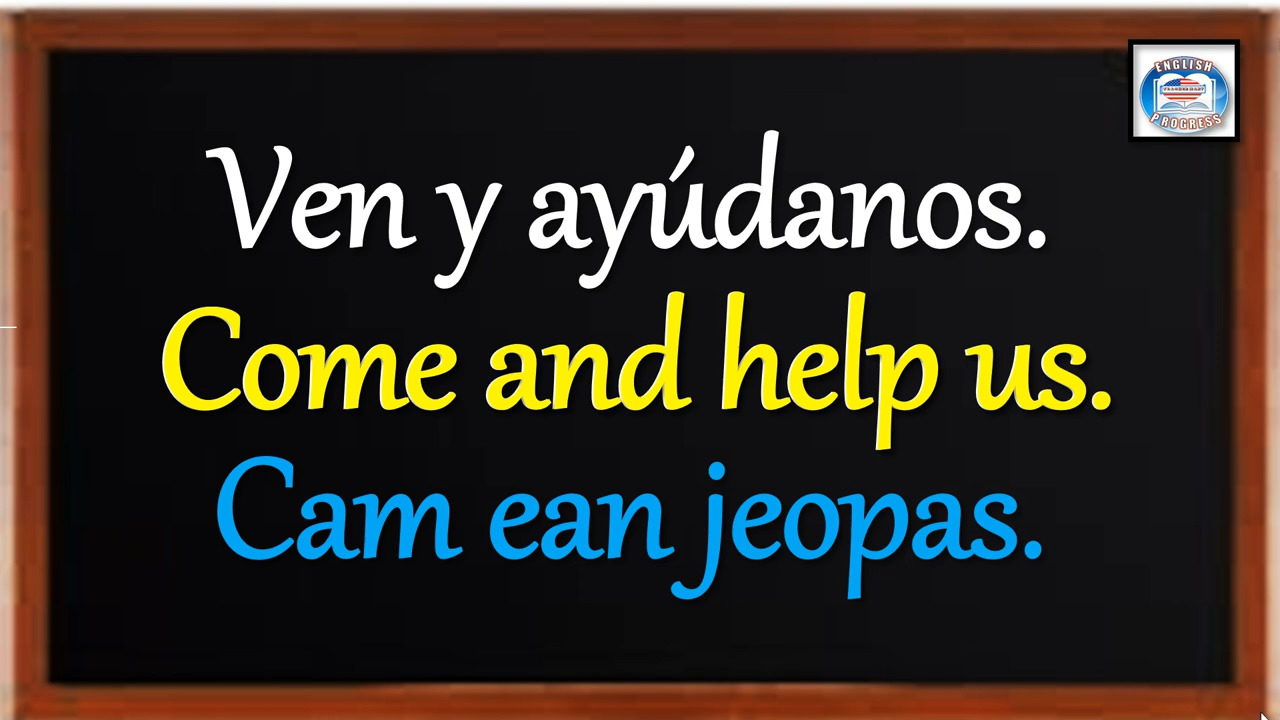 ENGLISH
PROGRESS
Ven y ayúdanos.
Come and help us.
Cam ean jeopas.